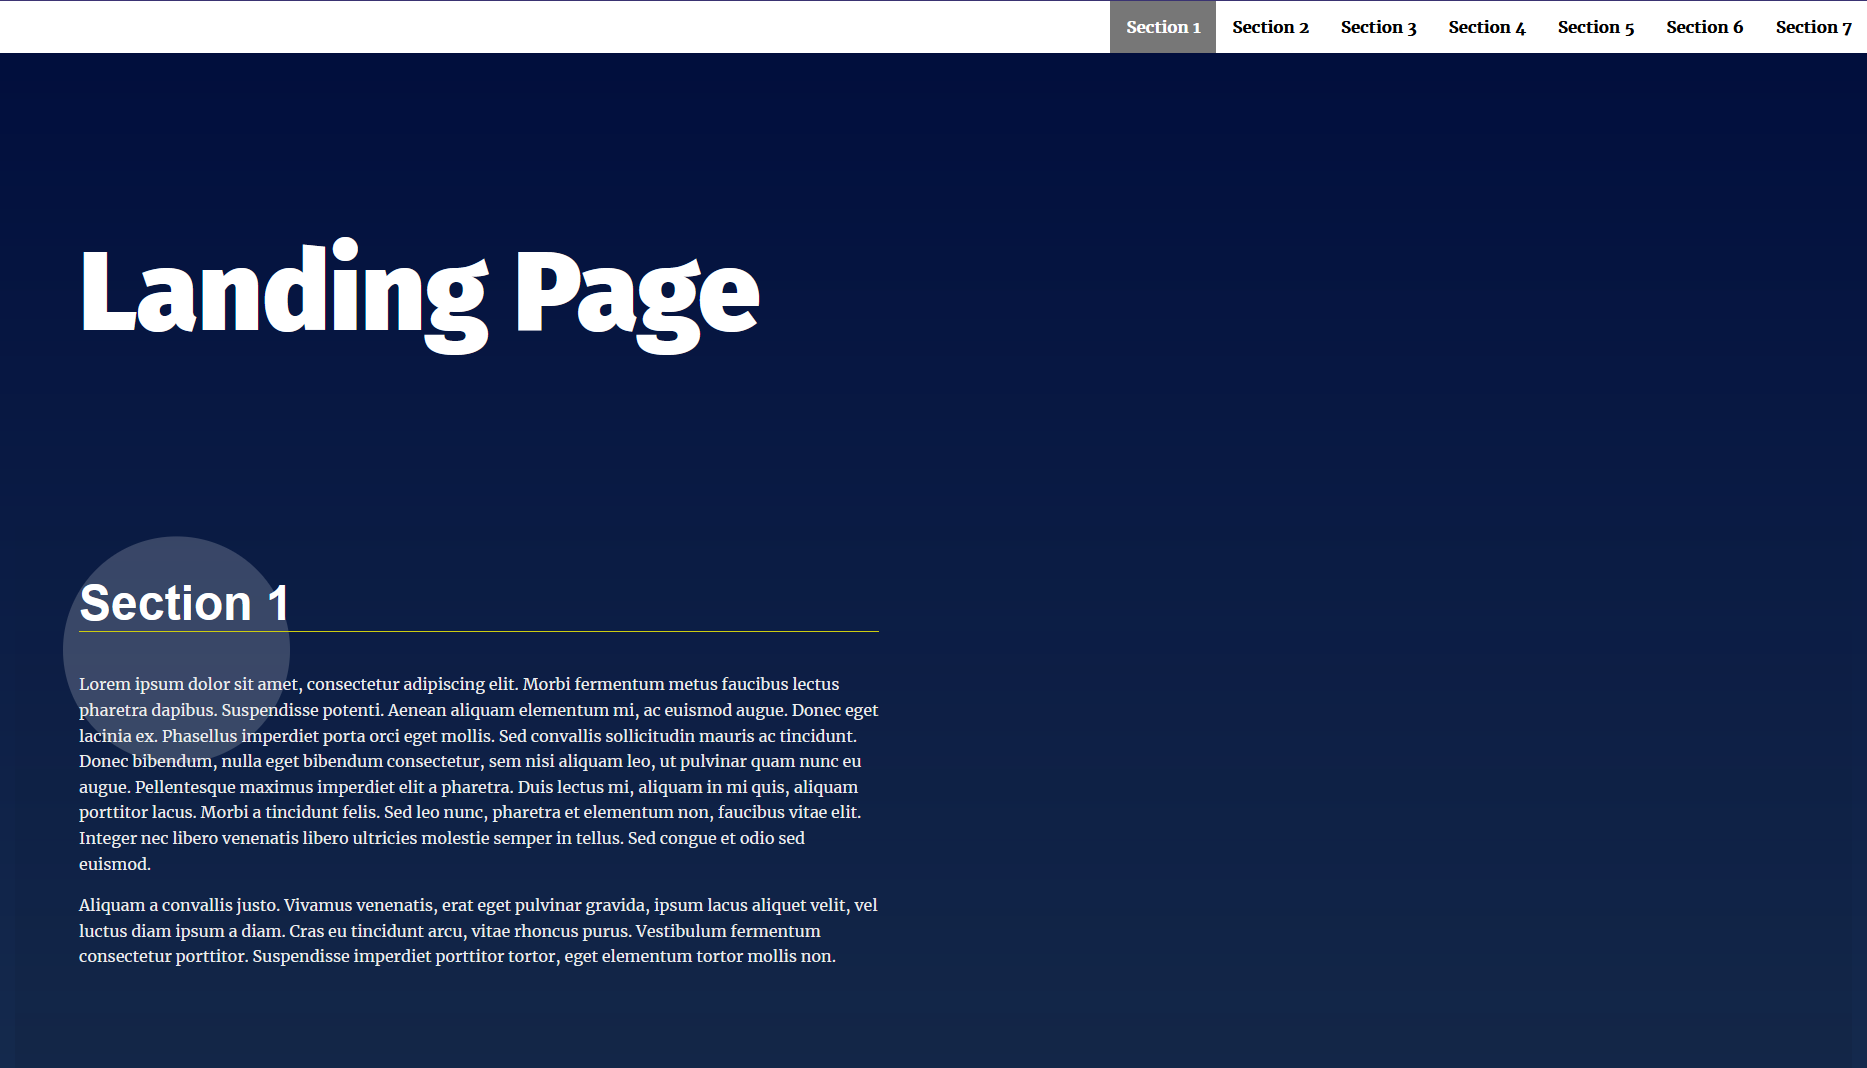 Section 1 Section 2 Section 3 Section 4 Section 5 Section 6 Section 7
Landing Page
Section 1
Lorem ipsum dolor sit amet, consectetur adipiscing elit. Morbi fermentum metus faucibus lectus
pharetra dapibus. Suspendisse potenti. Aenean aliquam elementum mi, ac euismod augue. Donec eget
lacinia ex. Phasellus imperdiet porta orci eget mollis. Sed convallis sollicitudin mauris ac tincidunt.
Donec bibendum, nulla eget bibendum consectetur, sem nisi aliquam leo, ut pulvinar quam nunc eu
augue. Pellentesque maximus imperdiet elit a pharetra. Duis lectus mi, aliquam in mi quis, aliquam
porttitor lacus. Morbi a tincidunt felis. Sed leo nunc, pharetra et elementum non, faucibus vitae elit.
Integer nec libero venenatis libero ultricies molestie semper in tellus. Sed congue et odio sed
euismod.
Aliquam a convallis justo. Vivamus venenatis, erat eget pulvinar gravida, ipsum lacus aliquet velit, vel
luctus diam ipsum a diam. Cras eu tincidunt arcu, vitae rhoncus purus. Vestibulum fermentum
consectetur porttitor. Suspendisse imperdiet porttitor tortor, eget elementum tortor mollis non.